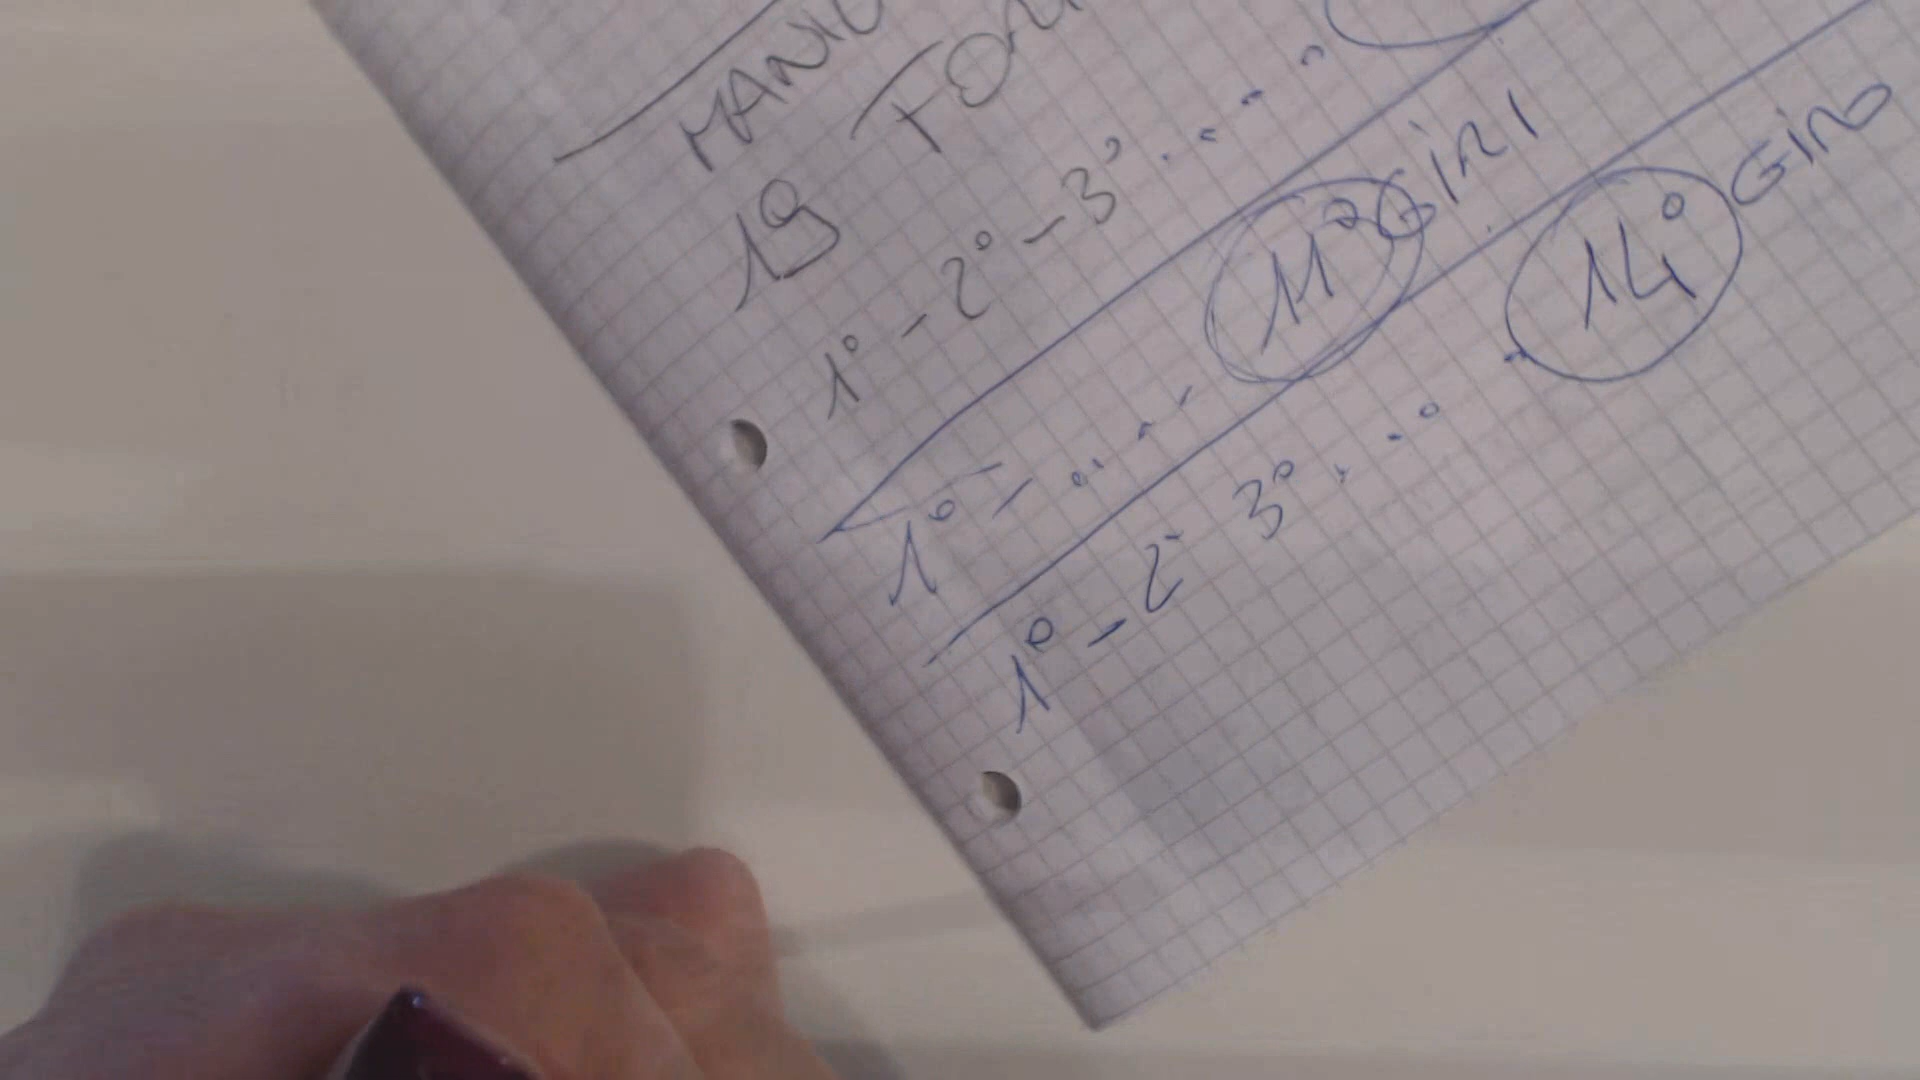 19
1° - 2° - 3° . . . .
1° - . . . - 11° GIRI
1° - 2° 3° . . . . 14° GIRO